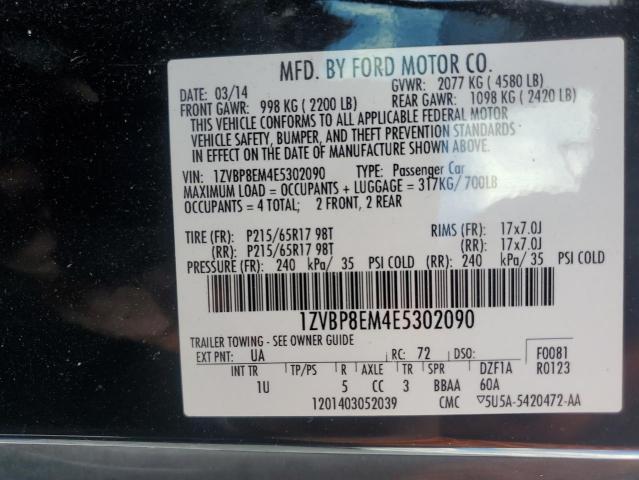 MFD. BY FORD MOTOR CO.
DATE: 03/14 GVWR: 2077 KG ( 4580 LB)
FRONT GAWR: 998 KG ( 2200 LB) REAR GAWR: 1098 KG ( 2420 LB)
THIS VEHICLE CONFORMS TO ALL APPLICABLE FEDERAL MOTOR
VEHICLE SAFETY, BUMPER, AND THEFT PREVENTION STANDARDS
IN EFFECT ON THE DATE OF MANUFACTURE SHOWN ABOVE.
VIN: 1ZVBP8EM4E5302090 TYPE: Passenger Car
MAXIMUM LOAD = OCCUPANTS + LUGGAGE = 317KG/700LB
OCCUPANTS = 4 TOTAL; 2 FRONT, 2 REAR
TIRE (FR): P215/65R17 98T RIMS (FR): 17x7.0J
(RR): P215/65R17 98T (RR): 17x7.0J
PRESSURE (FR): 240 kPa/ 35 PSI COLD (RR): 240 kPa/ 35 PSI COLD
1ZVBP8EM4E5302090
TRAILER TOWING - SEE OWNER GUIDE
EXT PNT: UA RC: 72 DSO: F0081
R0123
INT TR TP/PS R AXLE TR SPR DZF1A
1U 5 CC 3 BBAA 60A
1201403052039 CMC ▽5U5A-5420472-AA